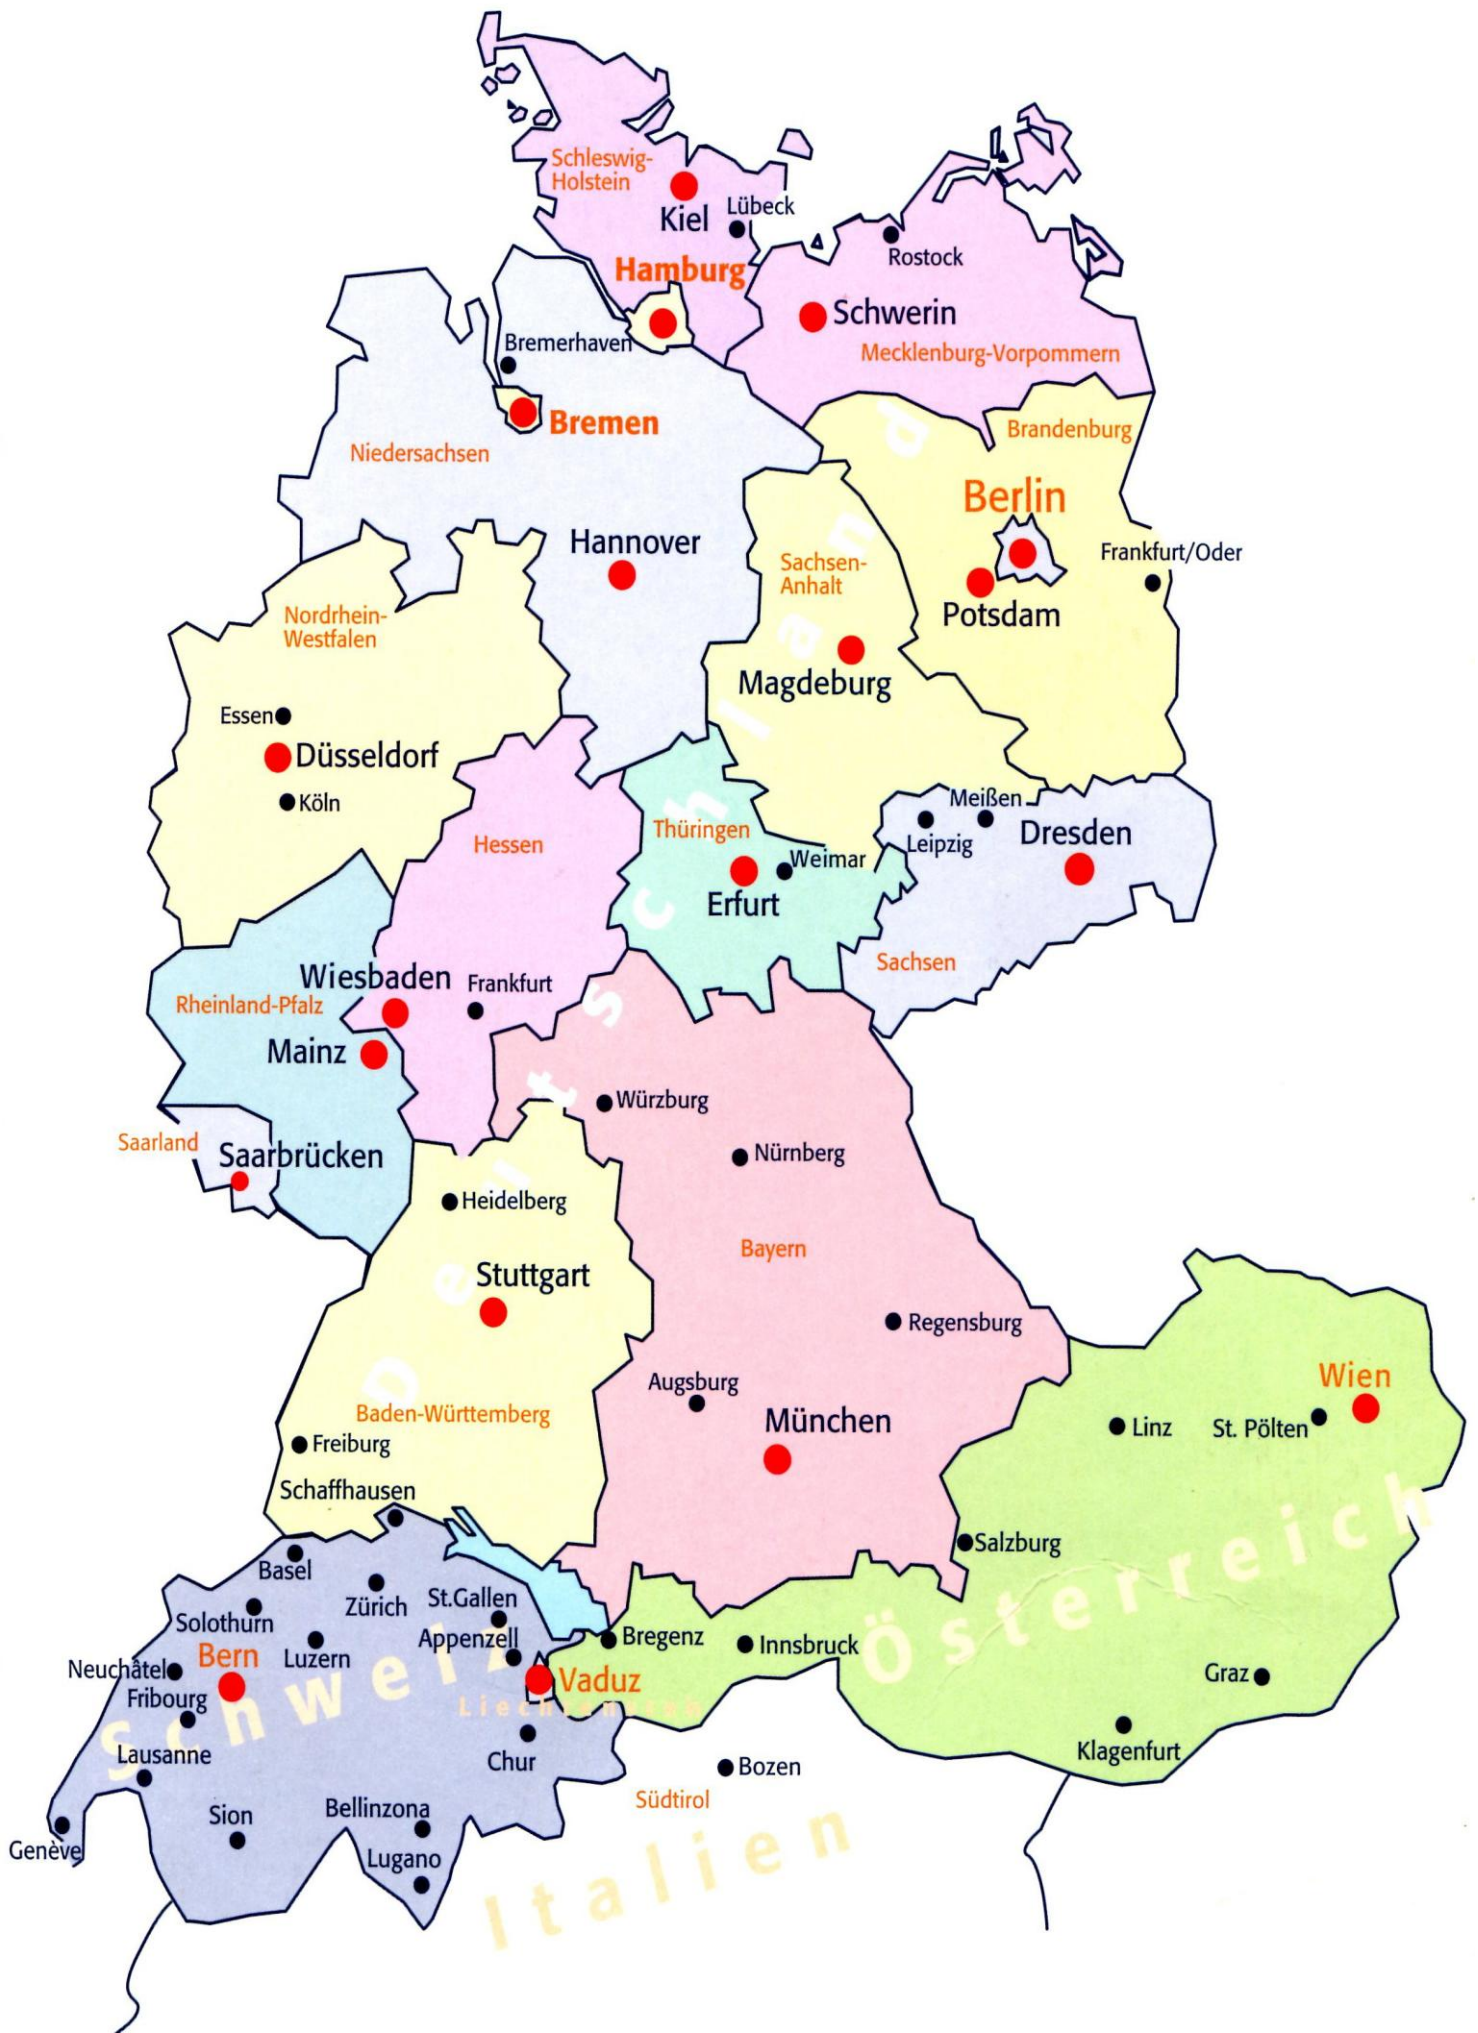 Schleswig-
Holstein
Kiel
Lübeck
Hamburg
Rostock
Schwerin
Mecklenburg-Vorpommern
Bremerhaven
Bremen
Niedersachsen
Brandenburg
Berlin
Hannover
Frankfurt/Oder
Sachsen-
Anhalt
Potsdam
Nordrhein-
Westfalen
Magdeburg
Essen
Düsseldorf
Köln
Meißen
Leipzig
Dresden
Hessen
Thüringen
Weimar
Erfurt
Sachsen
Wiesbaden
Frankfurt
Rheinland-Pfalz
Mainz
Deutschland
Würzburg
Saarland
Saarbrücken
Nürnberg
Heidelberg
Bayern
Stuttgart
Regensburg
Augsburg
München
Baden-Württemberg
Freiburg
Schaffhausen
Wien
Linz
St. Pölten
Salzburg
Österreich
Basel
Zürich
St.Gallen
Solothurn
Appenzell
Bregenz
Innsbruck
Bern
Luzern
Neuchâtel
Vaduz
Graz
Fribourg
Schweiz
Liechtenstein
Klagenfurt
Lausanne
Chur
Bozen
Südtirol
Sion
Bellinzona
Genève
Lugano
Italien